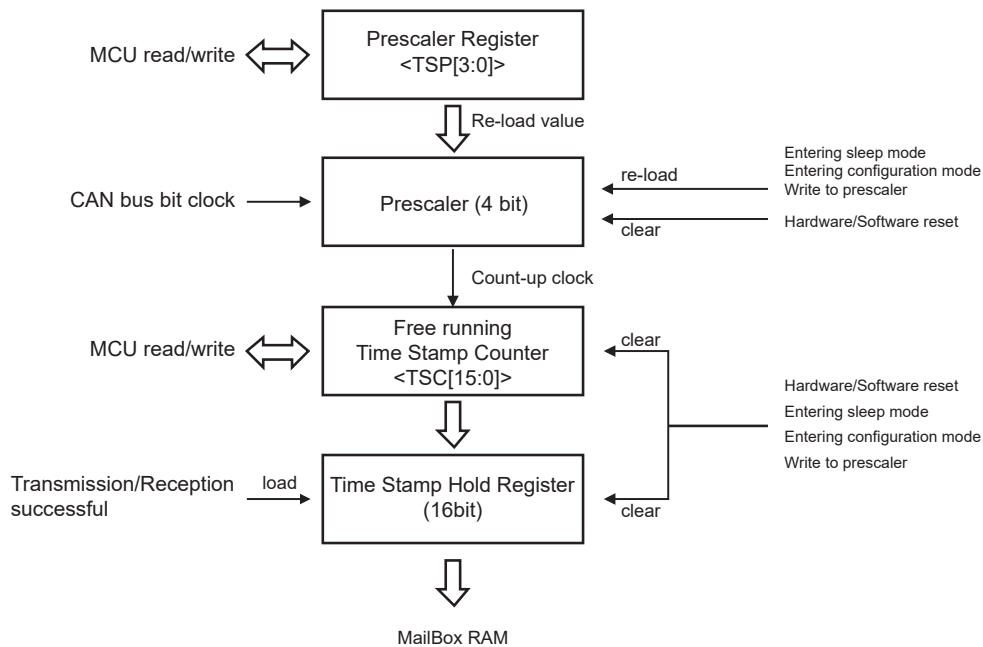 Prescaler Register
<TSP[3:0]>
MCU read/write
Re-load value
Entering sleep mode
Entering configuration mode
Write to prescaler
re-load
CAN bus bit clock
Prescaler (4 bit)
Hardware/Software reset
clear
Count-up clock
Free running
Time Stamp Counter
<TSC[15:0]>
MCU read/write
clear
Hardware/Software reset
Entering sleep mode
Entering configuration mode
Write to prescaler
Transmission/Reception
successful
load
Time Stamp Hold Register
(16bit)
clear
MailBox RAM